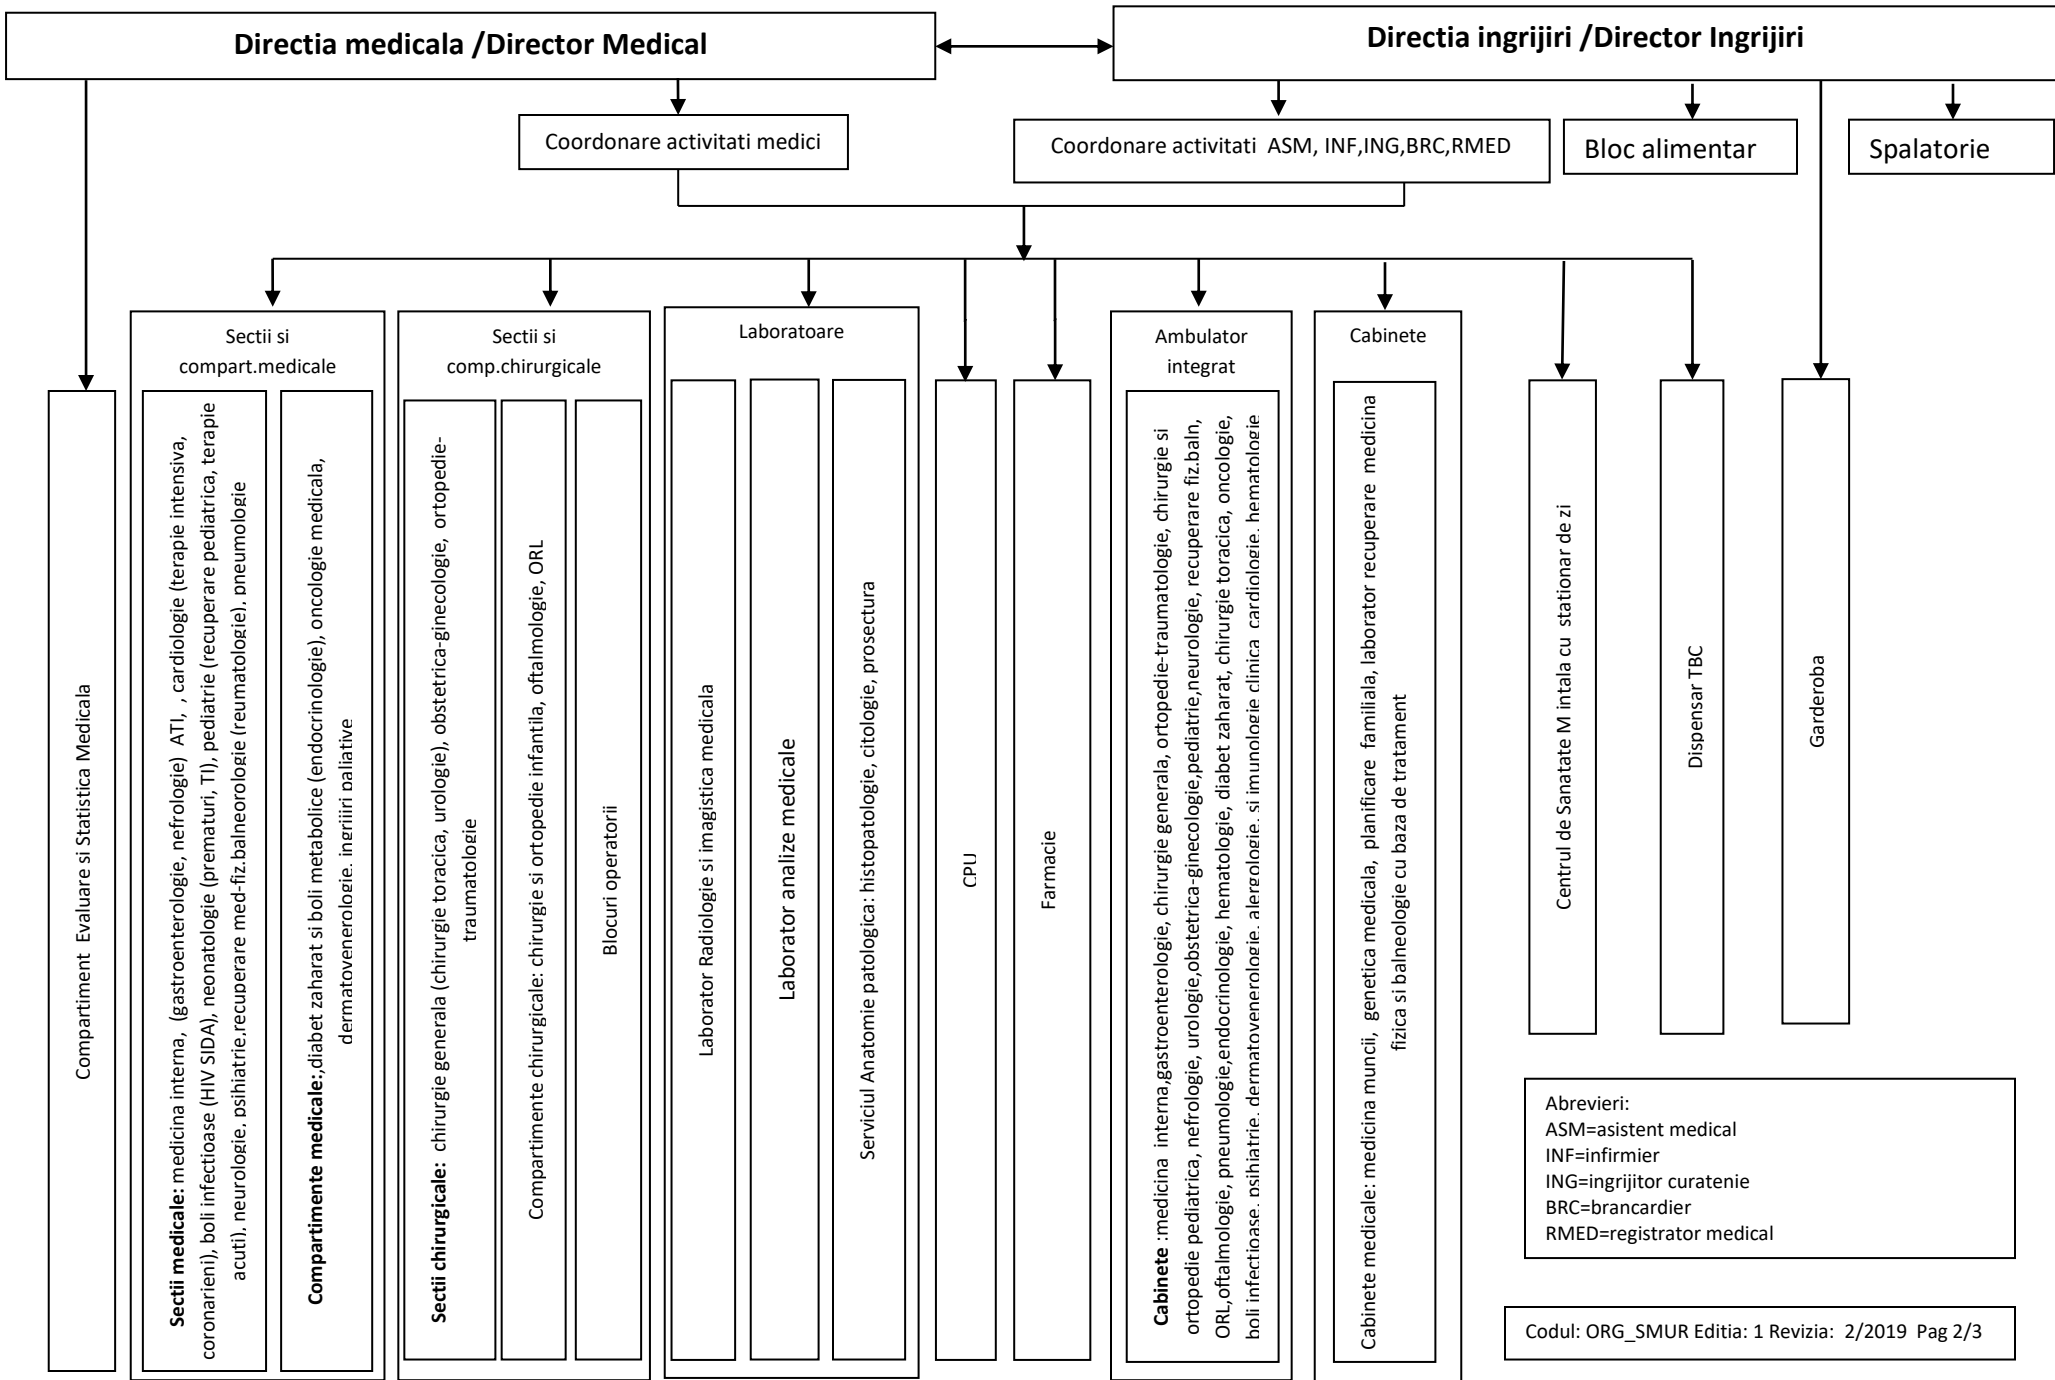 Directia medicala /Director Medical
Directia ingrijiri /Director Ingrijiri
Coordonare activitati medici
Coordonare activitati ASM, INF,ING,BRC,RMED
Bloc alimentar
Spalatorie
Compartiment Evaluare si Statistica Medicala
Sectii si
compart.medicale
Sectii medicale: medicina interna, (gastroenterologie, nefrologie) ATI, , cardiologie (terapie intensiva,
coronarieni), boli infectioase (HIV SIDA), neonatologie (prematuri, TI), pediatrie (recuperare pediatrica, terapie
acuti), neurologie, psihiatrie,recuperare med-fiz.balneorologie (reumatologie), pneumologie
Compartimente medicale:,diabet zaharat si boli metabolice (endocrinologie), oncologie medicala,
dermatovenerologie, ingrijiri paliative
Sectii si
comp.chirurgicale
Sectii chirurgicale: chirurgie generala (chirurgie toracica, urologie), obstetrica-ginecologie, ortopedie-
traumatologie
Compartimente chirurgicale: chirurgie si ortopedie infantila, oftalmologie, ORL
Blocuri operatorii
Laboratoare
Laborator Radiologie si imagistica medicala
Laborator analize medicale
Serviciul Anatomie patologica: histopatologie, citologie, prosectura
CPU
Farmacie
Ambulator
integrat
Cabinete :medicina interna,gastroenterologie, chirurgie generala, ortopedie-traumatologie, chirurgie si
ortopedie pediatrica, nefrologie, urologie,obstetrica-ginecologie,pediatrie,neurologie, recuperare fiz.baln,
ORL,oftalmologie, pneumologie,endocrinologie, hematologie, diabet zaharat, chirurgie toracica, oncologie,
boli infectioase, psihiatrie, dermatovenerologie, alergologie, si imunologie clinica, cardiologie, hematologie
Cabinete
Cabinete medicale: medicina muncii, genetica medicala, planificare familiala, laborator recuperare medicina
fizica si balneologie cu baza de tratament
Centrul de Sanatate M intala cu stationar de zi
Dispensar TBC
Garderoba
Abrevieri:
ASM=asistent medical
INF=infirmier
ING=ingrijitor curatenie
BRC=brancardier
RMED=registrator medical
Codul: ORG_SMUR Editia: 1 Revizia: 2/2019 Pag 2/3